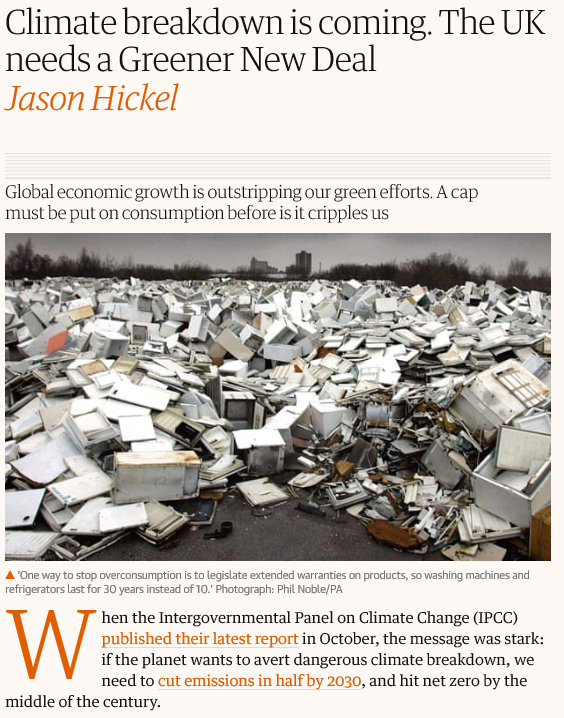 Climate breakdown is coming. The UK
needs a Greener New Deal
Jason Hickel
Global economic growth is outstripping our green efforts. A cap
must be put on consumption before is it cripples us
▲ 'One way to stop overconsumption is to legislate extended warranties on products, so washing machines and
refrigerators last for 30 years instead of 10.' Photograph: Phil Noble/PA
When the Intergovernmental Panel on Climate Change (IPCC)
published their latest report in October, the message was stark:
if the planet wants to avert dangerous climate breakdown, we
need to cut emissions in half by 2030, and hit net zero by the
middle of the century.